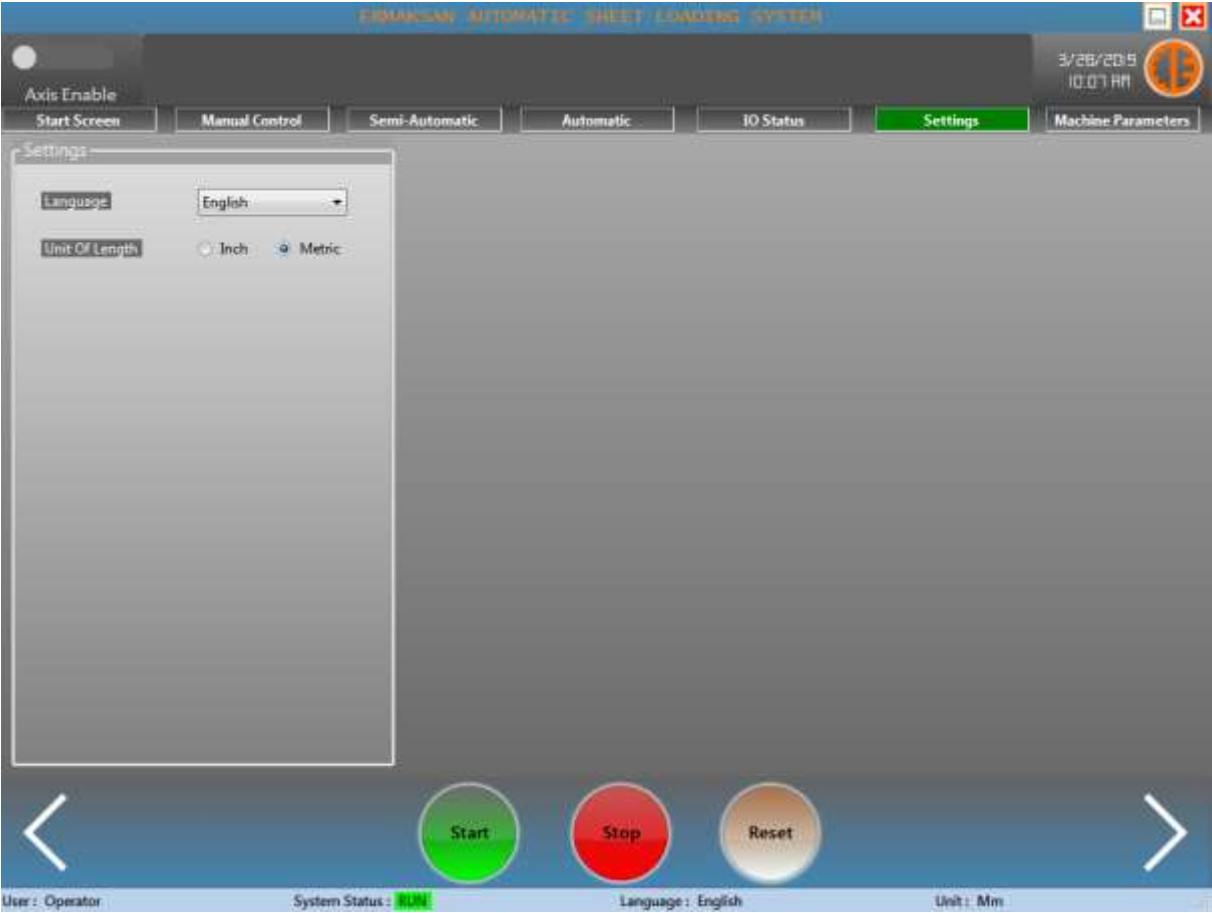 ERMAKSAN AUTOMATIC SHEET LOADING SYSTEM
Axis Enable
3/28/2019
10:07 AM
Start Screen
Manual Control
Semi-Automatic
Automatic
IO Status
Settings
Machine Parameters
Settings
Language
English
Unit Of Length
Inch
Metric
Start
Stop
Reset
User : Operator
System Status : RUN
Language : English
Unit : Mm